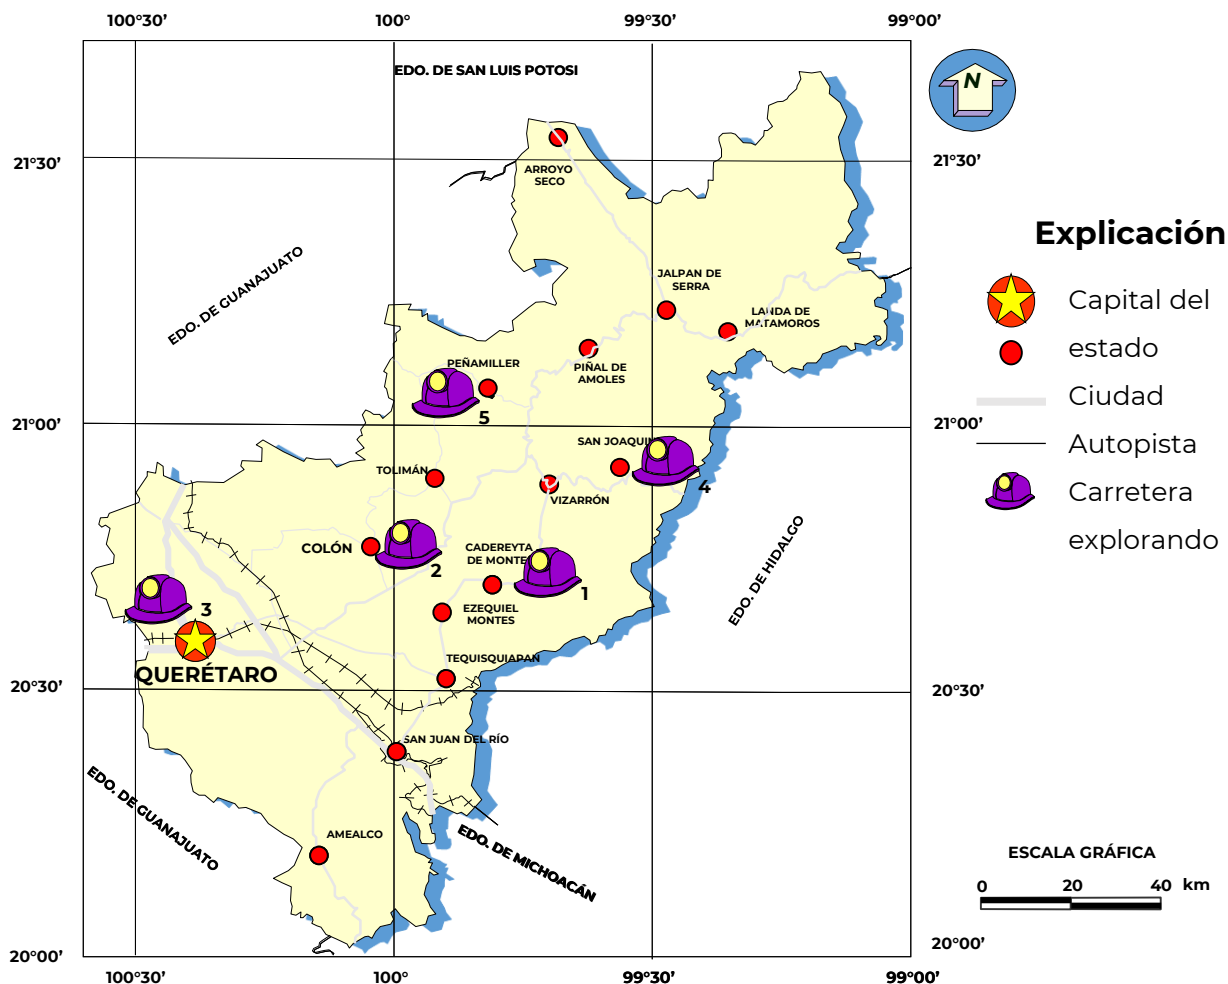 100°30’ 100° 99°30’ 99°00’
EDO. DE SAN LUIS POTOSI
N
21°30’ 21°30’
ARROYO
SECO
Explicación
EDO. DE GUANAJUATO
JALPAN DE
SERRA
Capital del
LANDA DE
MATAMOROS
estado
PEÑAMILLER
PIÑAL DE
AMOLES
Ciudad
5
21°00’ 21°00’
Autopista
SAN JOAQUIN
TOLIMÁN
4
Carretera
VIZARRÓN
explorando
COLÓN
CADEREYTA
DE MONTE
2
1
EDO. DE HIDALGO
3
EZEQUIEL
MONTES
TEQUISQUIAPAN
QUERÉTARO
20°30’ 20°30’
SAN JUAN DEL RÍO
EDO. DE GUANAJUATO
AMEALCO
EDO. DE MICHOACÁN
ESCALA GRÁFICA
0 20 40 km
20°00’ 20°00’
100°30’ 100° 99°30’ 99°00’